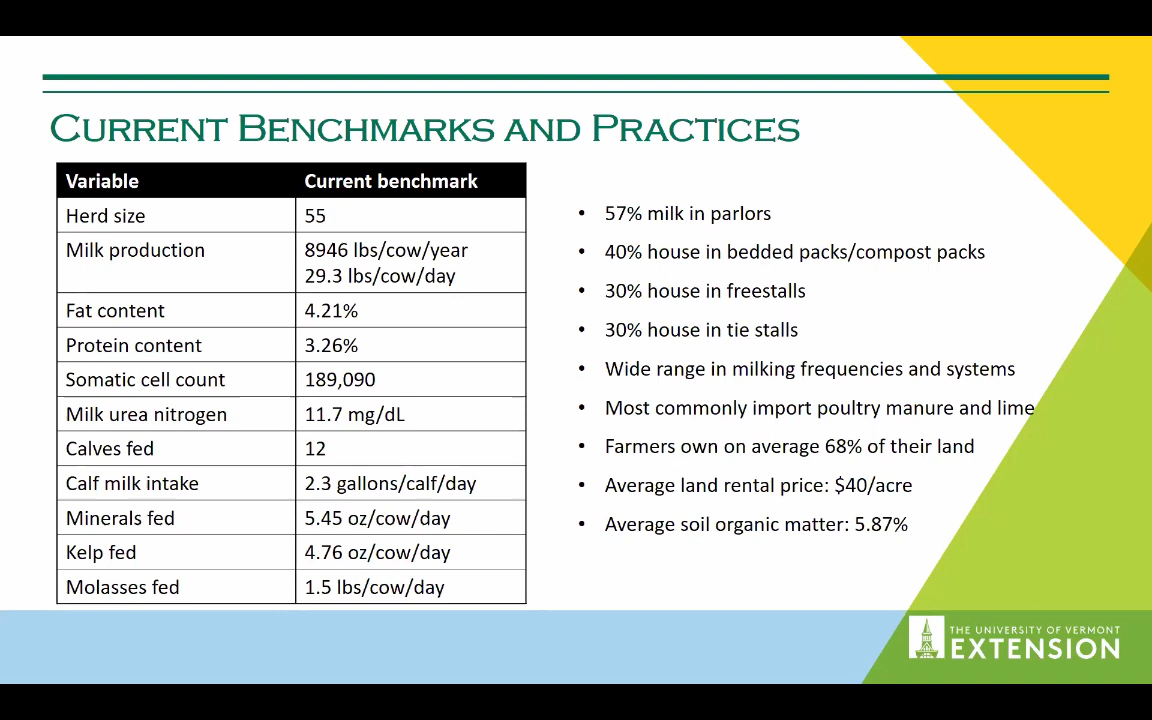 Current Benchmarks and Practices
Variable Current benchmark
Herd size 55
Milk production 8946 lbs/cow/year
29.3 lbs/cow/day
Fat content 4.21%
Protein content 3.26%
Somatic cell count 189,090
Milk urea nitrogen 11.7 mg/dL
Calves fed 12
Calf milk intake 2.3 gallons/calf/day
Minerals fed 5.45 oz/cow/day
Kelp fed 4.76 oz/cow/day
Molasses fed 1.5 lbs/cow/day
• 57% milk in parlors
• 40% house in bedded packs/compost packs
• 30% house in freestalls
• 30% house in tie stalls
• Wide range in milking frequencies and systems
• Most commonly import poultry manure and lime
• Farmers own on average 68% of their land
• Average land rental price: $40/acre
• Average soil organic matter: 5.87%
THE UNIVERSITY OF VERMONT
EXTENSION